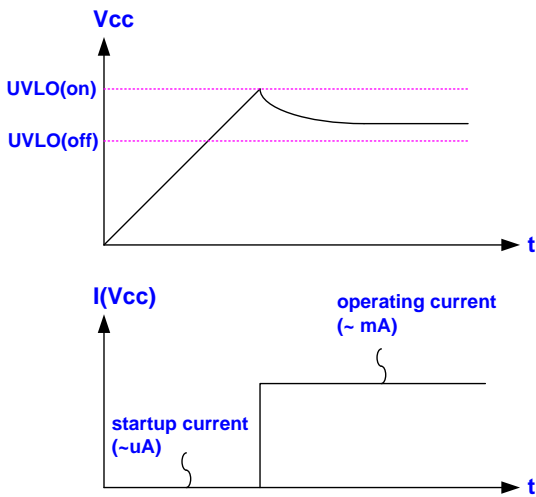 Vcc
UVLO(on)
UVLO(off)
t
I(Vcc)
operating current
(~ mA)
startup current
(~uA)
t